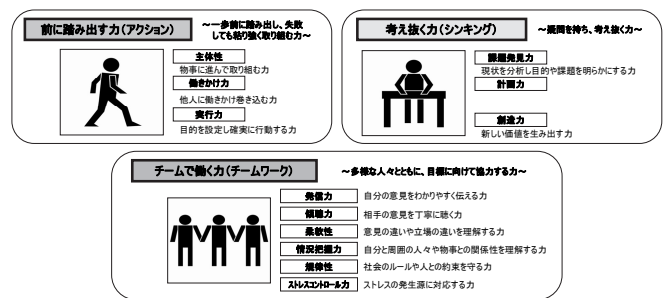 前に踏み出す力(アクション)
～一歩前に踏み出し、失敗
しても粘り強く取り組む力～
主体性
物事に進んで取り組む力
働きかけ力
他人に働きかけ巻き込む力
実行力
目的を設定し確実に行動する力
考え抜く力(シンキング)
～疑問を持ち、考え抜く力～
課題発見力
現状を分析し目的や課題を明らかにする力
計画力
創造力
新しい価値を生み出す力
チームで働く力(チームワーク)
～多様な人々とともに、目標に向けて協力する力～
発信力
自分の意見をわかりやすく伝える力
傾聴力
相手の意見を丁寧に聴く力
柔軟性
意見の違いや立場の違いを理解する力
情況把握力
自分と周囲の人々や物事との関係性を理解する力
規律性
社会のルールや人との約束を守る力
ストレスコントロール力
ストレスの発生源に対応する力